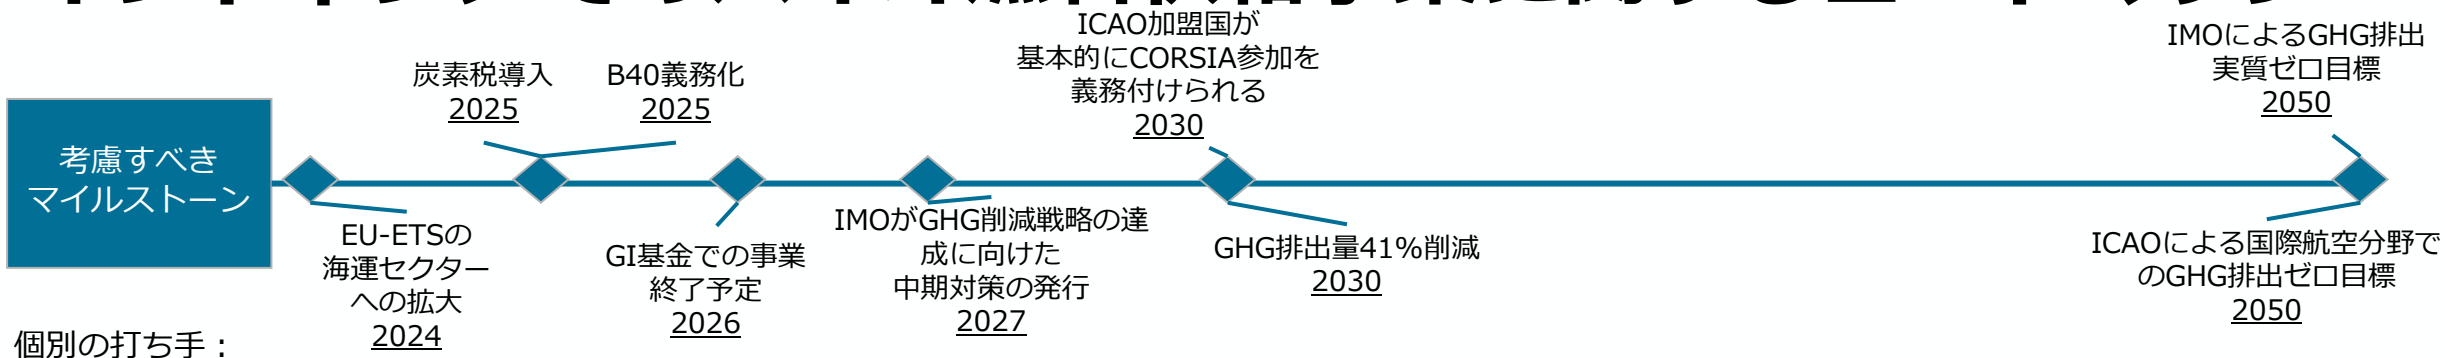 ICAO加盟国が
基本的にCORSIA参加を
義務付けられる
2030
IMOによるGHG排出
実質ゼロ目標
2050
炭素税導入
2025
B40義務化
2025
考慮すべき
マイルストーン
EU-ETSの
海運セクター
への拡大
2024
GI基金での事業
終了予定
2026
IMOがGHG削減戦略の達
成に向けた
中期対策の発行
2027
GHG排出量41%削減
2030
ICAOによる国際航空分野で
のGHG排出ゼロ目標
2050
個別の打ち手：